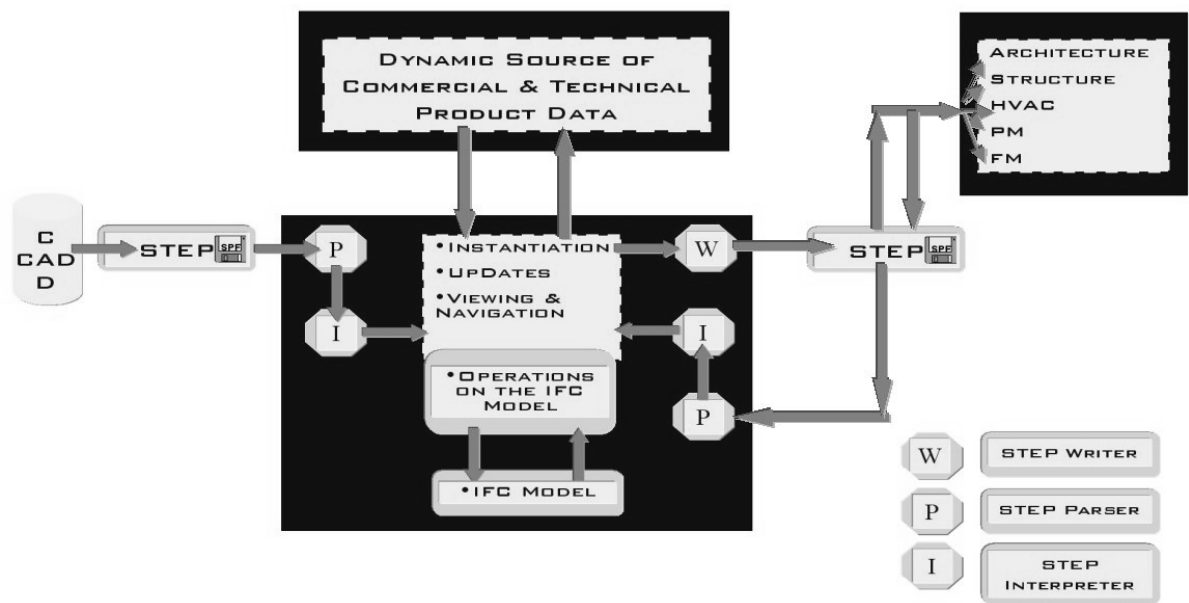 DYNAMIC SOURCE OF
COMMERCIAL & TECHNICAL
PRODUCT DATA
ARCHITECTURE
STRUCTURE
HVAC
PM
FM
C
CAD
D
STEP SPF
P
I
•INSTANTIATION
•UPDATES
•VIEWING &
NAVIGATION
•OPERATIONS
ON THE IFC
MODEL
•IFC MODEL
W
I
P
STEP SPF
W STEP WRITER
P STEP PARSER
I STEP
INTERPRETER